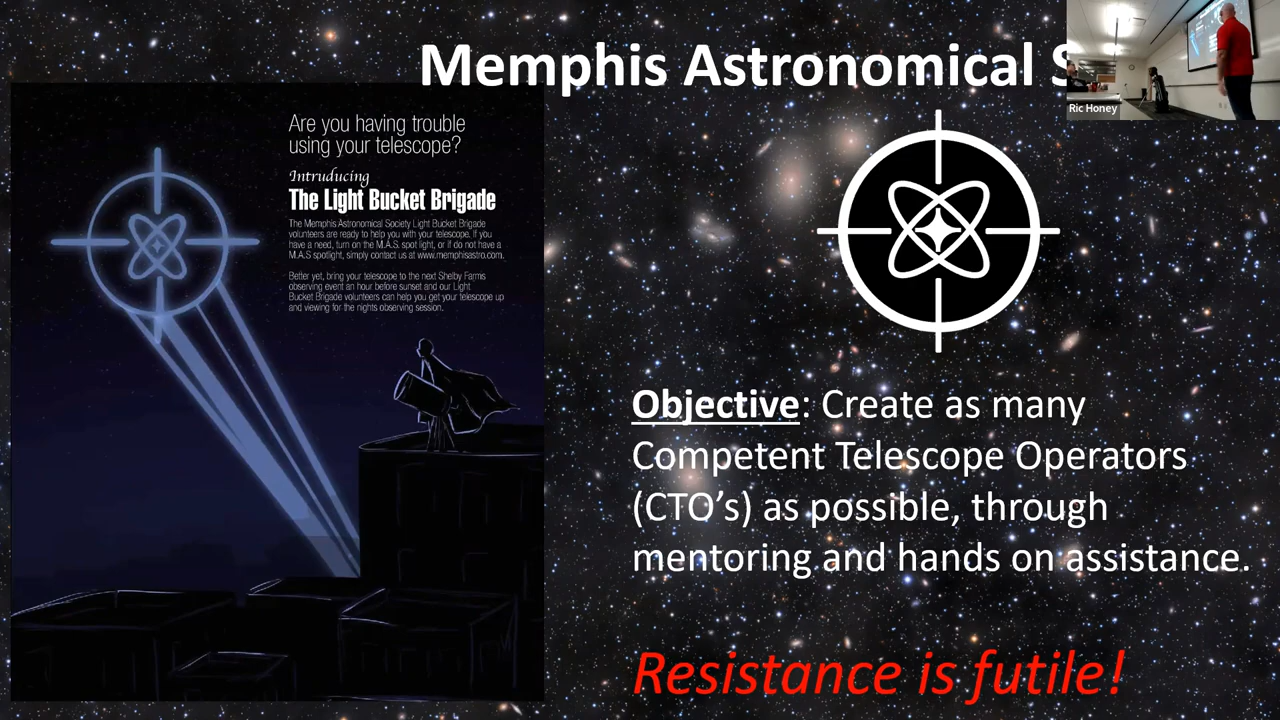 Memphis Astronomical S
Ric Honey
Are you having trouble
using your telescope?
Introducing
The Light Bucket Brigade
The Memphis Astronomical Society Light Bucket Brigade
volunteers are ready to help you with your telescope. If you
have a need, turn on the M.A.S. spot light, or if do not have a
M.A.S spotlight, simply contact us at www.memphisastro.com.
Better yet, bring your telescope to the next Shelby Farms
observing event an hour before sunset and our Light
Bucket Brigade volunteers can help you get your telescope up
and viewing for the nights observing session.
Objective: Create as many
Competent Telescope Operators
(CTO’s) as possible, through
mentoring and hands on assistance.
Resistance is futile!